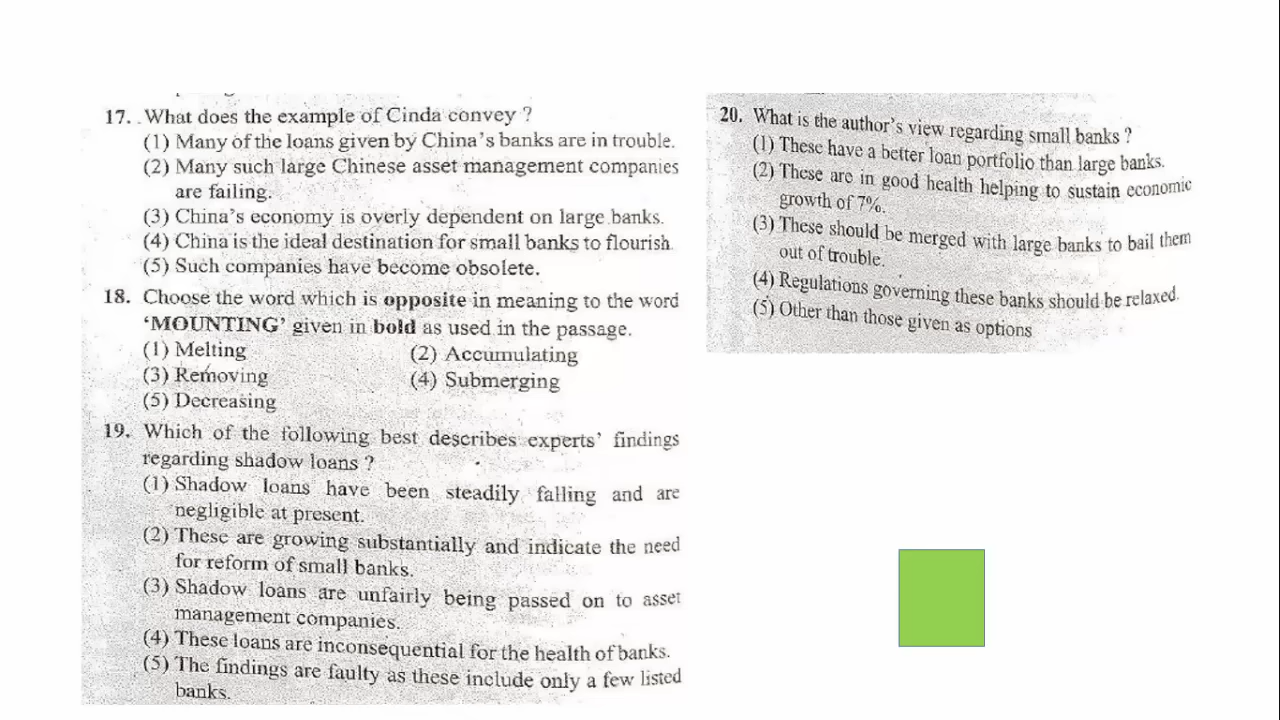 17. What does the example of Cinda convey ?
(1) Many of the loans given by China's banks are in trouble.
(2) Many such large Chinese asset management companies
are failing.
(3) China's economy is overly dependent on large banks.
(4) China is the ideal destination for small banks to flourish.
(5) Such companies have become obsolete.
18. Choose the word which is opposite in meaning to the word
'MOUNTING' given in bold as used in the passage.
(1) Melting (2) Accumulating
(3) Removing (4) Submerging
(5) Decreasing
19. Which of the following best describes experts' findings
regarding shadow loans ?
(1) Shadow loans have been steadily falling and are
negligible at present.
(2) These are growing substantially and indicate the need
for reform of small banks.
(3) Shadow loans are unfairly being passed on to asset
management companies.
(4) These loans are inconsequential for the health of banks.
(5) The findings are faulty as these include only a few listed
banks.
20. What is the author's view regarding small banks ?
(1) These have a better loan portfolio than large banks.
(2) These are in good health helping to sustain economic
growth of 7%.
(3) These should be merged with large banks to bail them
out of trouble.
(4) Regulations governing these banks should be relaxed.
(5) Other than those given as options